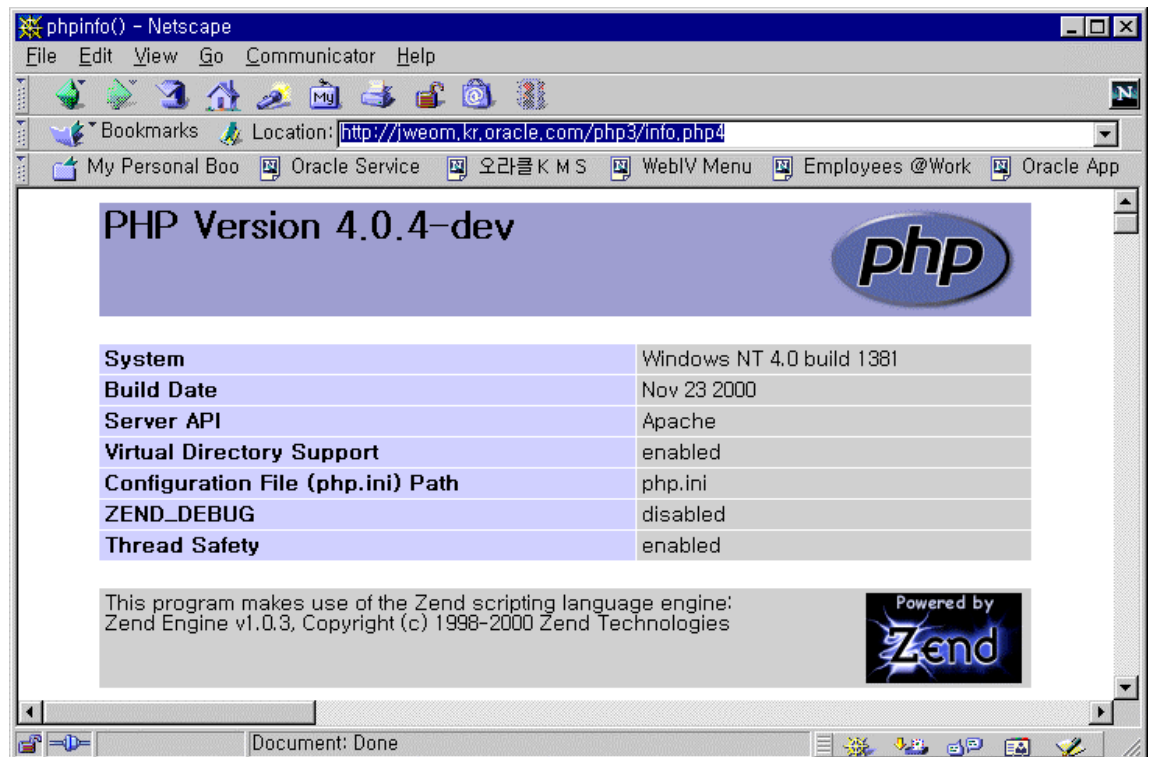 phpinfo() - Netscape
File Edit View Go Communicator Help
My
N
Bookmarks Location: http://jweom.kr.oracle.com/php3/info.php4
My Personal Boo Oracle Service 오라클 K M S WebIV Menu Employees @Work Oracle App
PHP Version 4.0.4-dev
php
System Windows NT 4.0 build 1381
Build Date Nov 23 2000
Server API Apache
Virtual Directory Support enabled
Configuration File (php.ini) Path php.ini
ZEND_DEBUG disabled
Thread Safety enabled
This program makes use of the Zend scripting language engine:
Zend Engine v1.0.3, Copyright (c) 1998-2000 Zend Technologies
Powered by
Zend
Document: Done